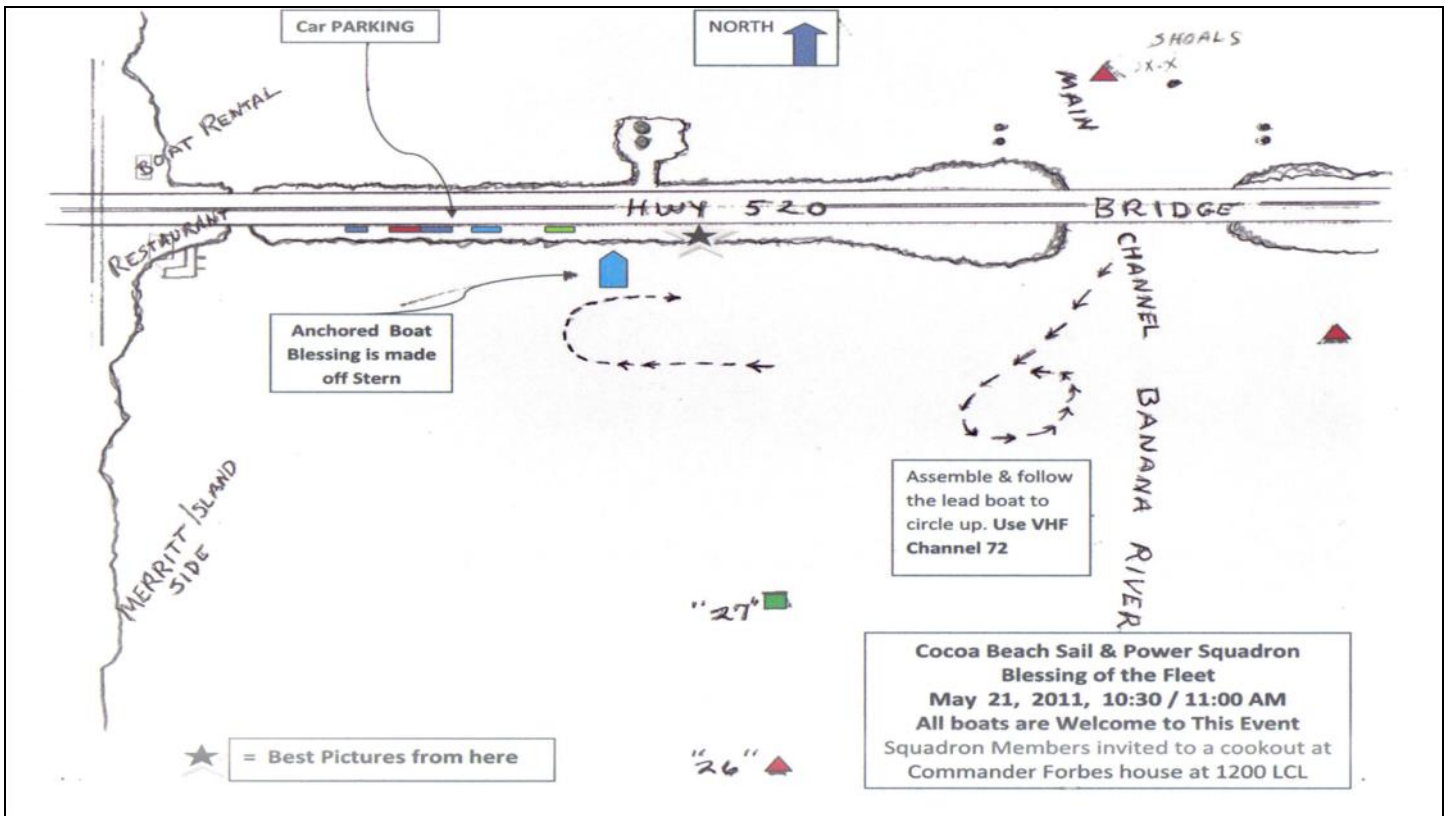 Car PARKING
NORTH
SHOALS
X-X
MAIN
BOAT RENTAL
HWY 520
BRIDGE
RESTAURANT
CHANNEL BANANA RIVER
Anchored Boat
Blessing is made
off Stern
Assemble & follow
the lead boat to
circle up. Use VHF
Channel 72
MERRITT ISLAND
SIDE
"27"
Cocoa Beach Sail & Power Squadron
Blessing of the Fleet
May 21, 2011, 10:30 / 11:00 AM
All boats are Welcome to This Event
Squadron Members invited to a cookout at
Commander Forbes house at 1200 LCL
= Best Pictures from here
"26"